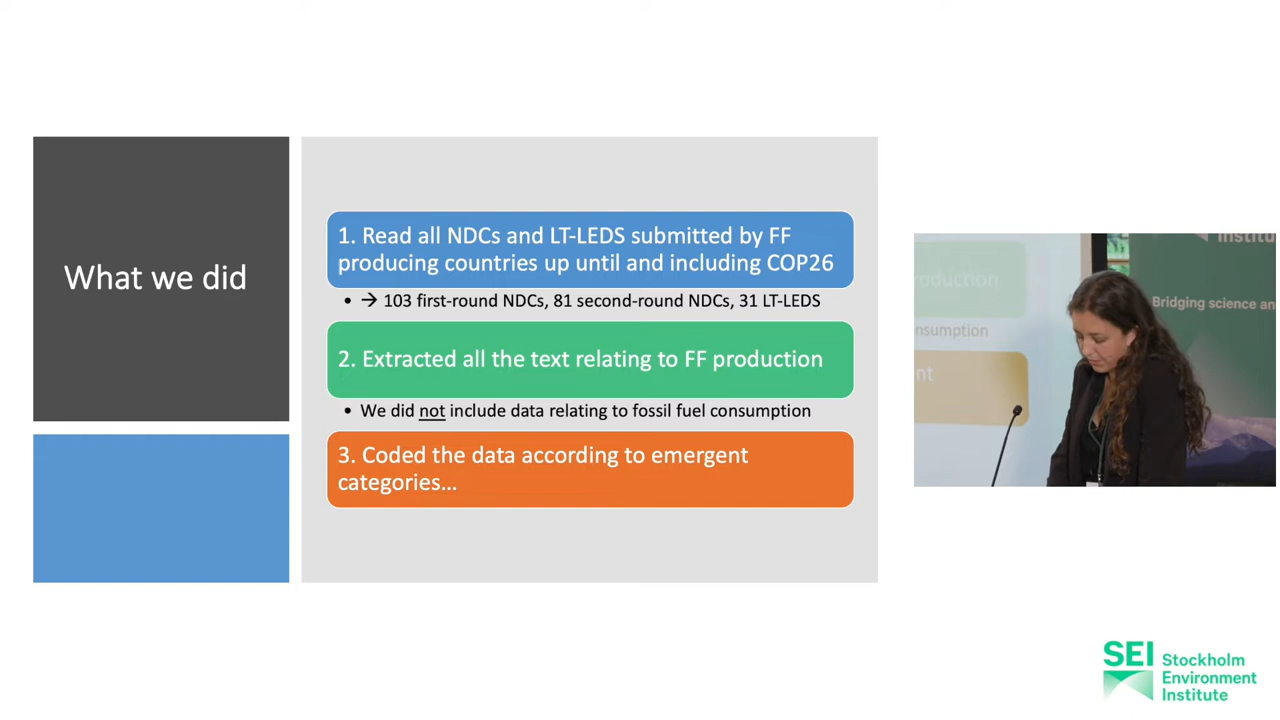 What we did
1. Read all NDCs and LT-LEDS submitted by FF
producing countries up until and including COP26
• → 103 first-round NDCs, 81 second-round NDCs, 31 LT-LEDS
2. Extracted all the text relating to FF production
• We did not include data relating to fossil fuel consumption
3. Coded the data according to emergent
categories...
Bridging science
SEI
Stockholm
Environment
Institute